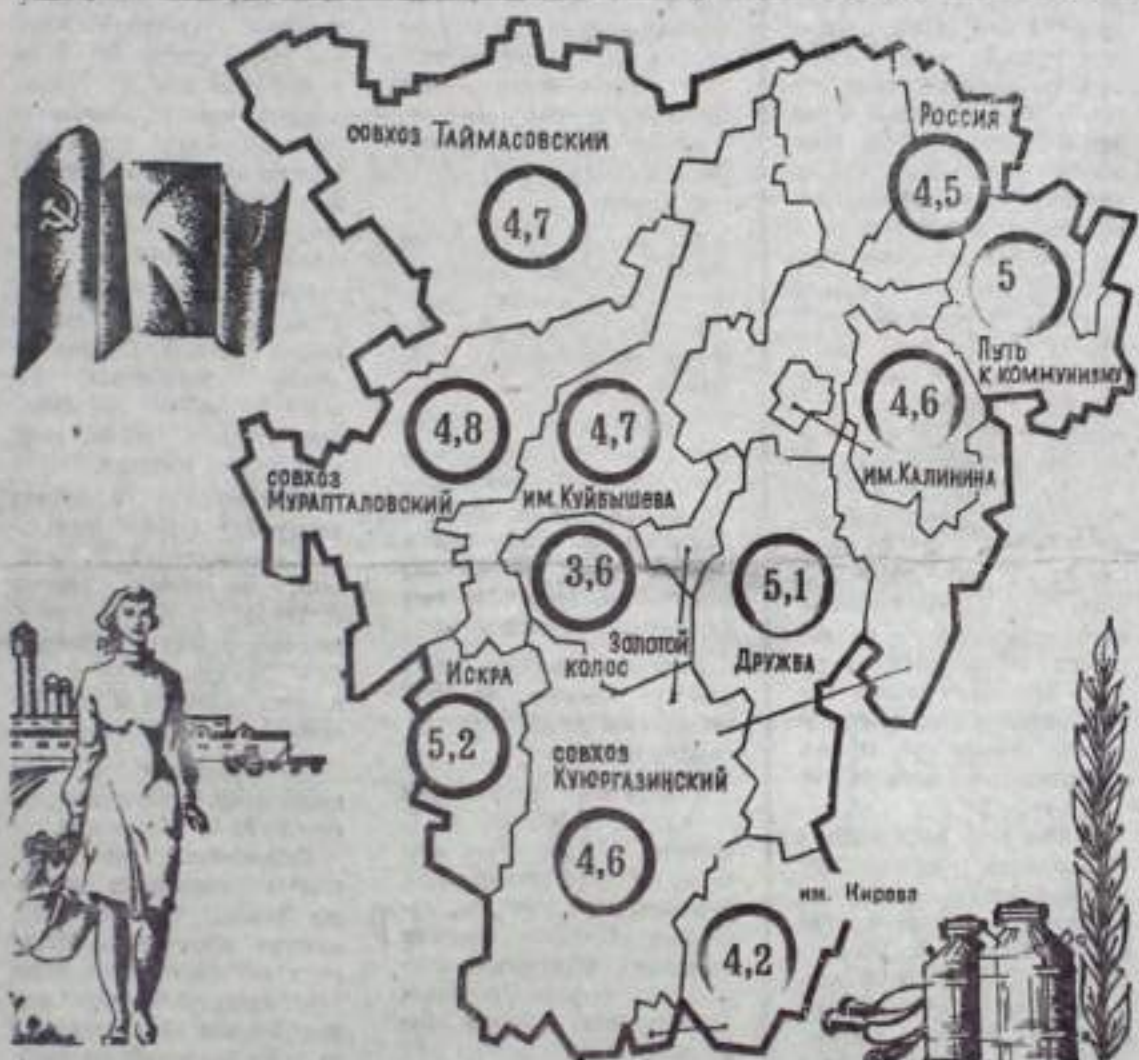 совхоз Таймасовский
4,7
Россия
4,5
5
Путь
к коммунизму
4,6
им. Калинина
4,8
совхоз
Мурапталовский
4,7
им. Куйбышева
3,6
Золотой
колос
5,1
Дружба
Искра
5,2
совхоз
Куюргазинский
4,6
им. Кирова
4,2